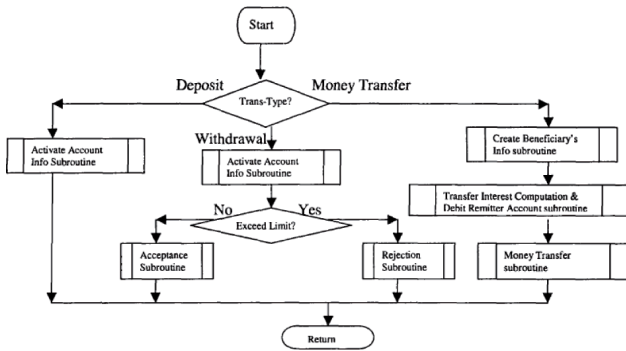 Start
Deposit
Money Transfer
Trans-Type?
Withdrawal
Activate Account
Info Subroutine
Activate Account
Info Subroutine
Create Beneficiary's
Info subroutine
Transfer Interest Computation &
Debit Remitter Account subroutine
No
Yes
Exceed Limit?
Acceptance
Subroutine
Rejection
Subroutine
Money Transfer
subroutine
Return